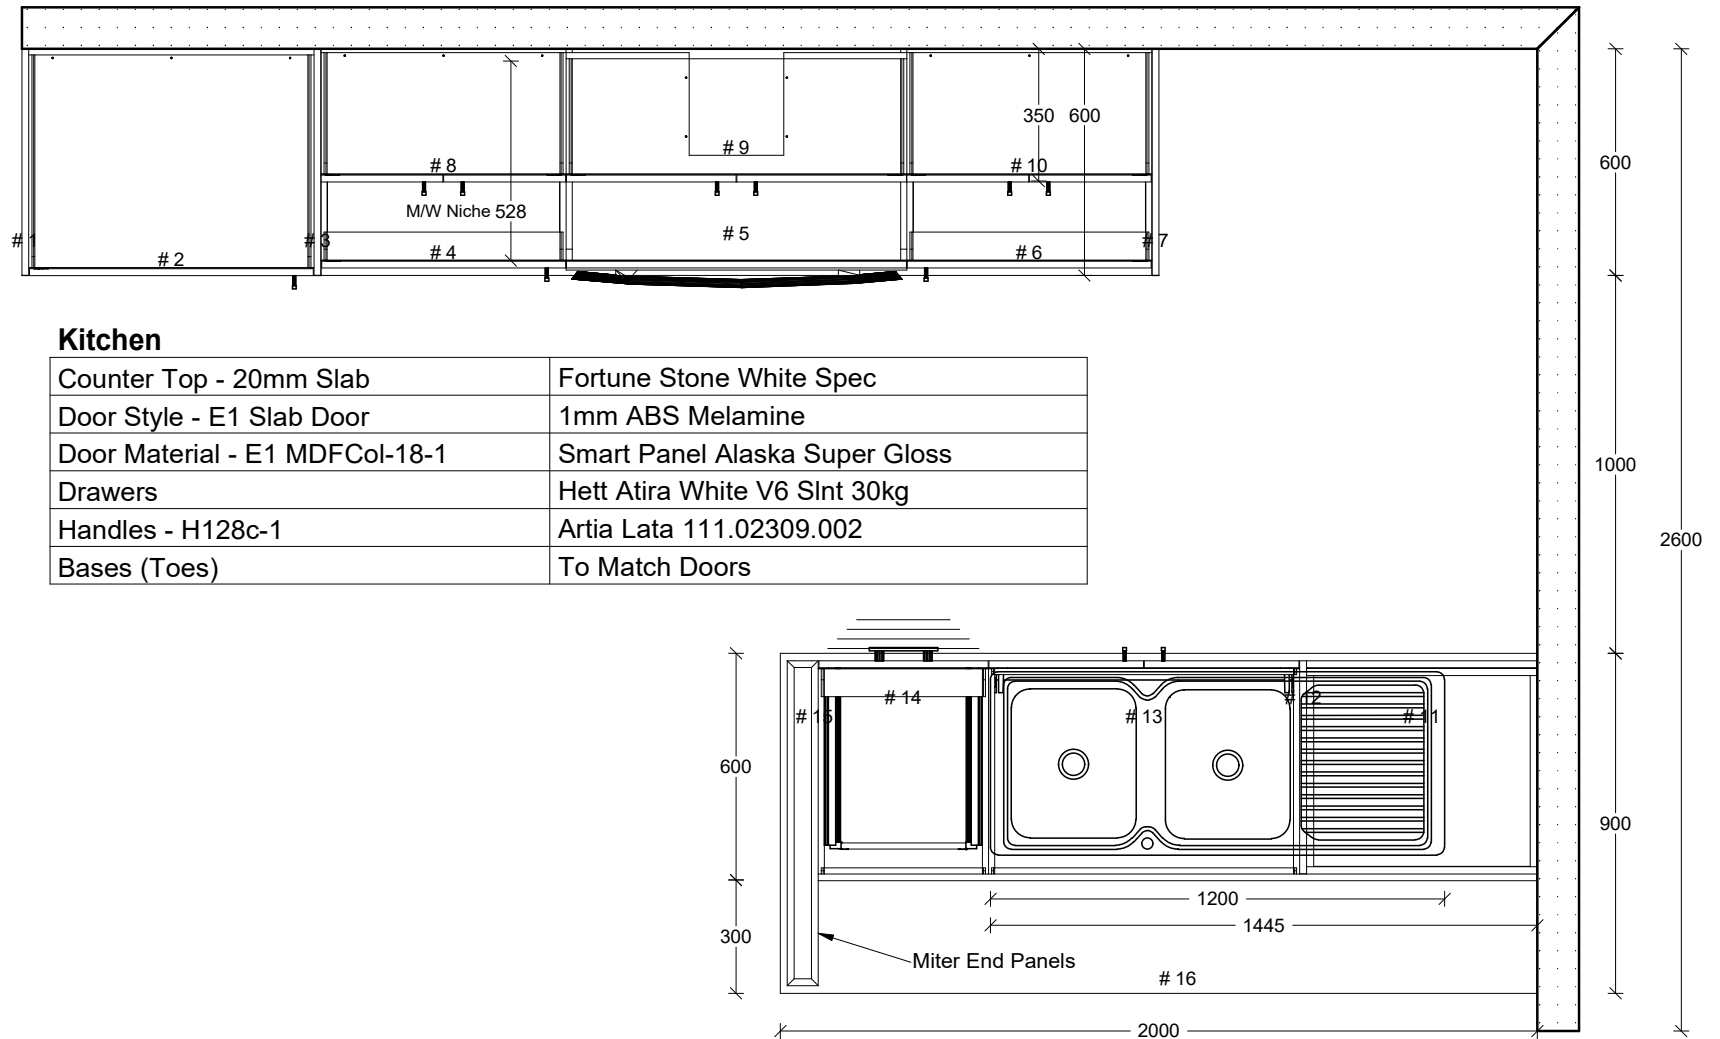 350 600
# 9
# 8
# 10
600
M/W Niche 528
# 5
# 1
# 3
# 7
# 2
# 4
# 6
Kitchen
Counter Top - 20mm Slab Fortune Stone White Spec
Door Style - E1 Slab Door 1mm ABS Melamine
Door Material - E1 MDFCol-18-1 Smart Panel Alaska Super Gloss
Drawers Hett Atira White V6 Slnt 30kg
Handles - H128c-1 Artia Lata 111.02309.002
Bases (Toes) To Match Doors
1000
2600
# 14
# 12
# 15
# 13
# 11
600
900
1200
1445
300
Miter End Panels
# 16
2000